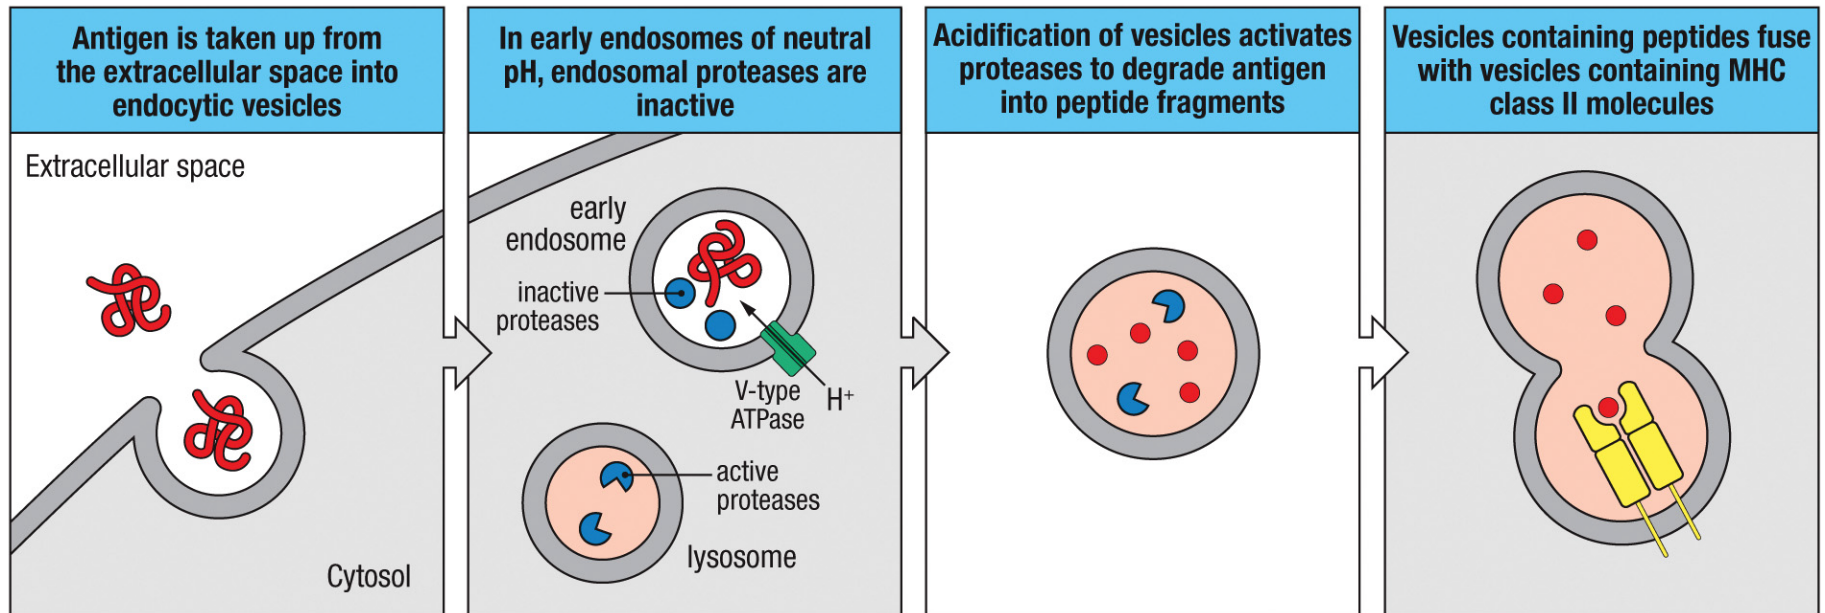 Antigen is taken up from
the extracellular space into
endocytic vesicles
Extracellular space
Cytosol
In early endosomes of neutral
pH, endosomal proteases are
inactive
early
endosome
inactive
proteases
V-type
ATPase
H⁺
active
proteases
lysosome
Acidification of vesicles activates
proteases to degrade antigen
into peptide fragments
Vesicles containing peptides fuse
with vesicles containing MHC
class II molecules